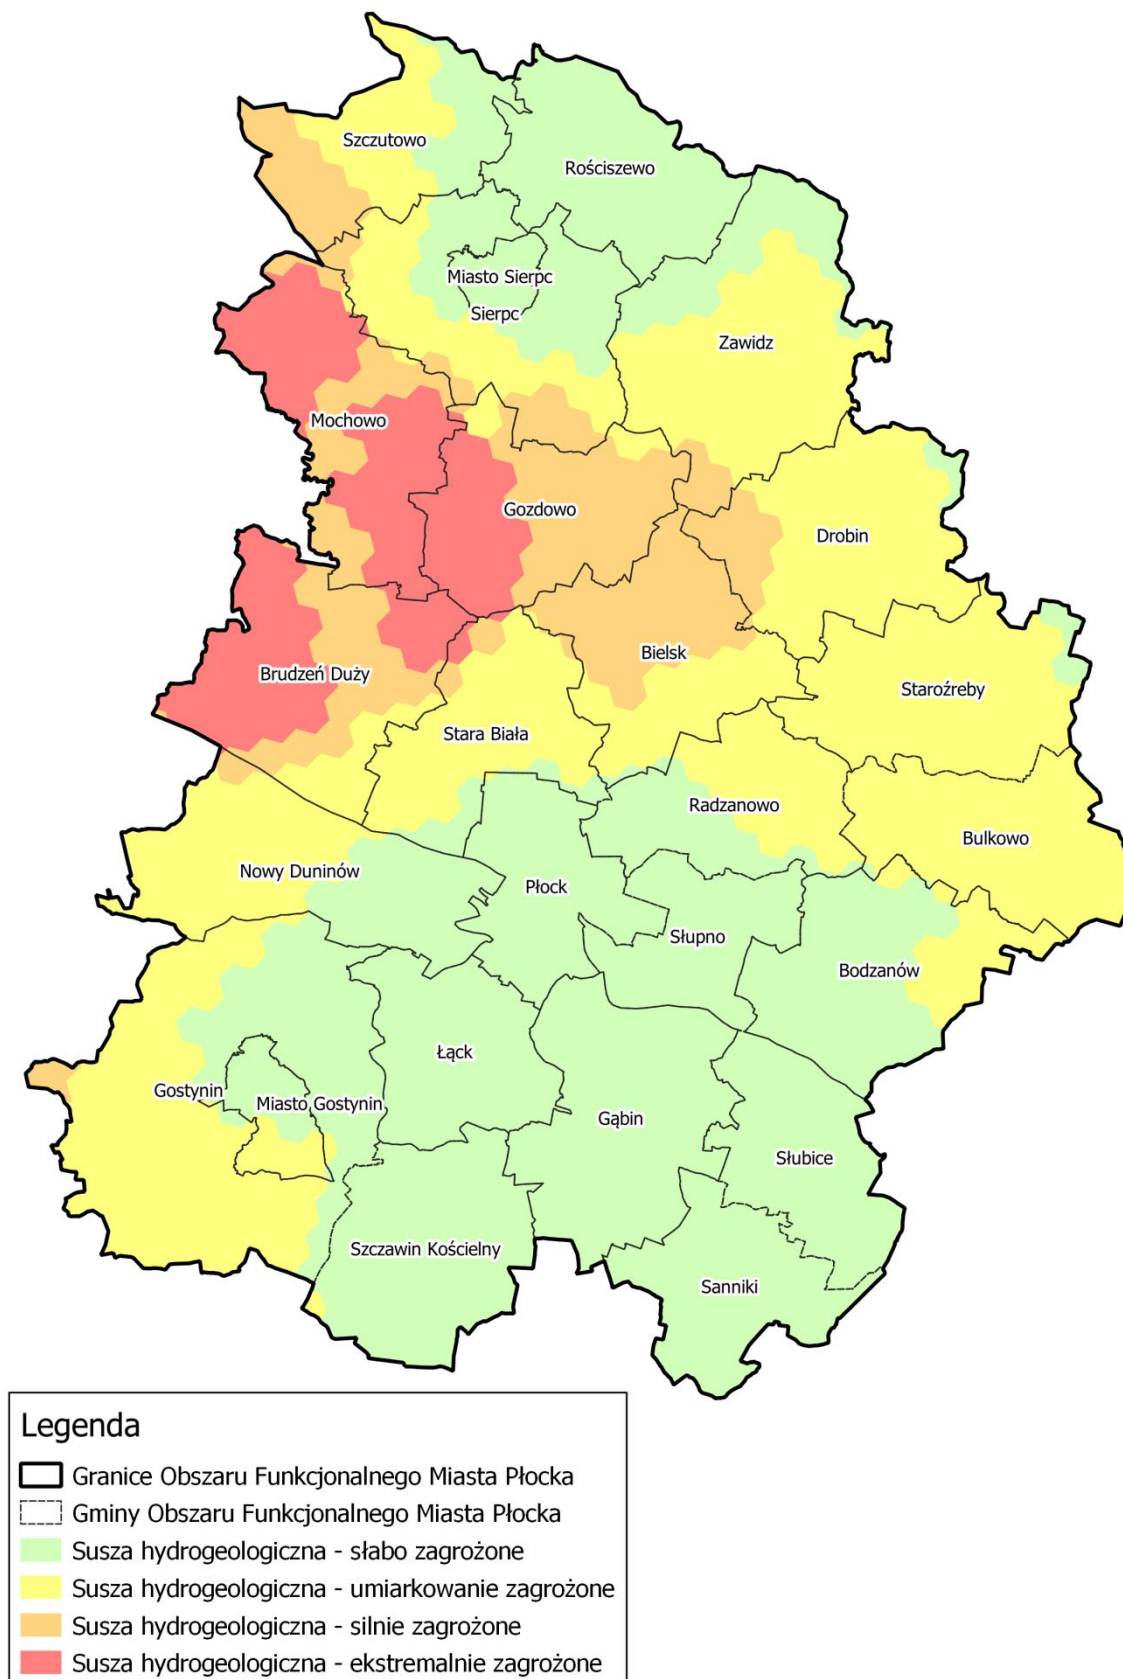 Szczutowo
Rościszewo
Miasto Sierpc
Sierpc
Zawidz
Mochowo
Gozdowo
Drobin
Bielsk
Brudzeń Duży
Staroźreby
Stara Biała
Radzanowo
Bulkowo
Nowy Duninów
Płock
Słupno
Bodzanów
Łąck
Gostynin
Miasto Gostynin
Gąbin
Słubice
Szczawin Kościelny
Sanniki
Legenda
Granice Obszaru Funkcjonalnego Miasta Płocka
Gminy Obszaru Funkcjonalnego Miasta Płocka
Susza hydrogeologiczna - słabo zagrożone
Susza hydrogeologiczna - umiarkowanie zagrożone
Susza hydrogeologiczna - silnie zagrożone
Susza hydrogeologiczna - ekstremalnie zagrożone